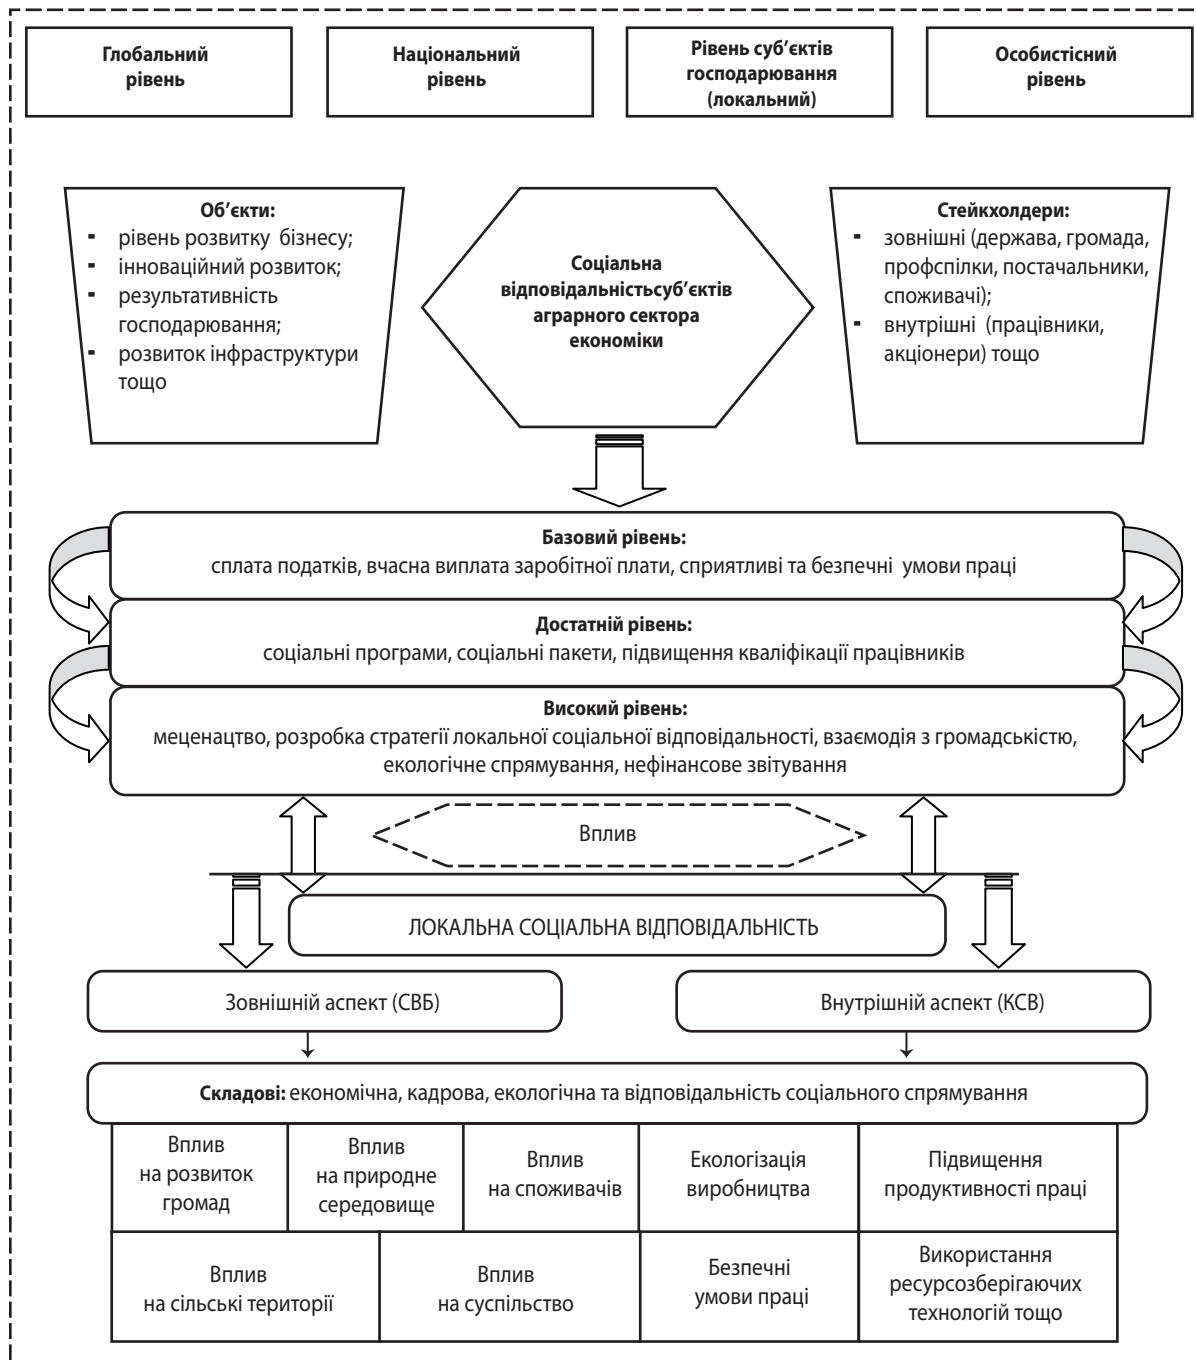 Глобальний
рівень
Національний
рівень
Рівень суб’єктів
господарювання
(локальний)
Особистісний
рівень
Об’єкти:
- рівень розвитку бізнесу;
- інноваційний розвиток;
- результативність
господарювання;
- розвиток інфраструктури
тощо
Соціальна
відповідальністьсуб’єктів
аграрного сектора
економіки
Стейкхолдери:
- зовнішні (держава, громада,
профспілки, постачальники,
споживачі);
- внутрішні (працівники,
акціонери) тощо
Базовий рівень:
сплата податків, вчасна виплата заробітної плати, сприятливі та безпечні умови праці
Достатній рівень:
соціальні програми, соціальні пакети, підвищення кваліфікації працівників
Високий рівень:
меценацтво, розробка стратегії локальної соціальної відповідальності, взаємодія з громадськістю,
екологічне спрямування, нефінансове звітування
Вплив
ЛОКАЛЬНА СОЦІАЛЬНА ВІДПОВІДАЛЬНІСТЬ
Зовнішній аспект (СВБ)
Внутрішній аспект (КСВ)
Складові: економічна, кадрова, екологічна та відповідальність соціального спрямування
Вплив
на розвиток
громад
Вплив
на природне
середовище
Вплив
на споживачів
Екологізація
виробництва
Підвищення
продуктивності праці
Вплив
на сільські території
Вплив
на суспільство
Безпечні
умови праці
Використання
ресурсозберігаючих
технологій тощо